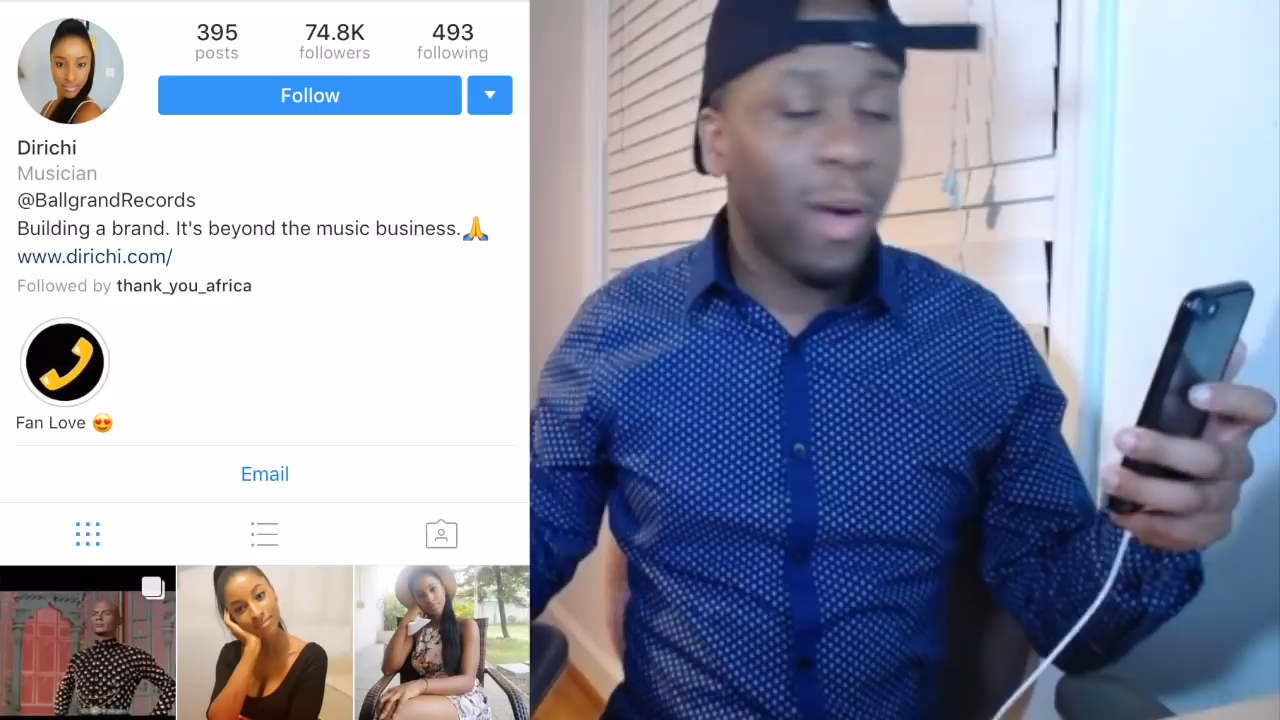 395 74.8K 493
posts followers following
Follow
Dirichi
Musician
@BallgrandRecords
Building a brand. It's beyond the music business.🙏
www.dirichi.com/
Followed by thank_you_africa
Fan Love 😍
Email